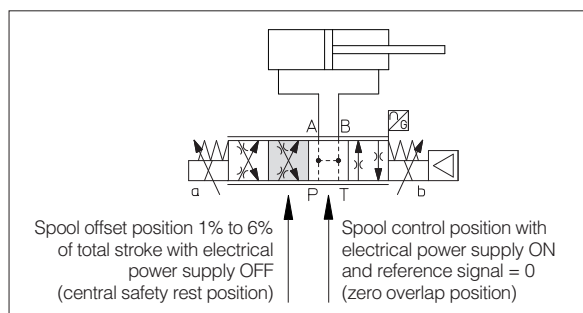 A B
G
a
P T
b
Spool offset position 1% to 6%
of total stroke with electrical
power supply OFF
(central safety rest position)
Spool control position with
electrical power supply ON
and reference signal = 0
(zero overlap position)